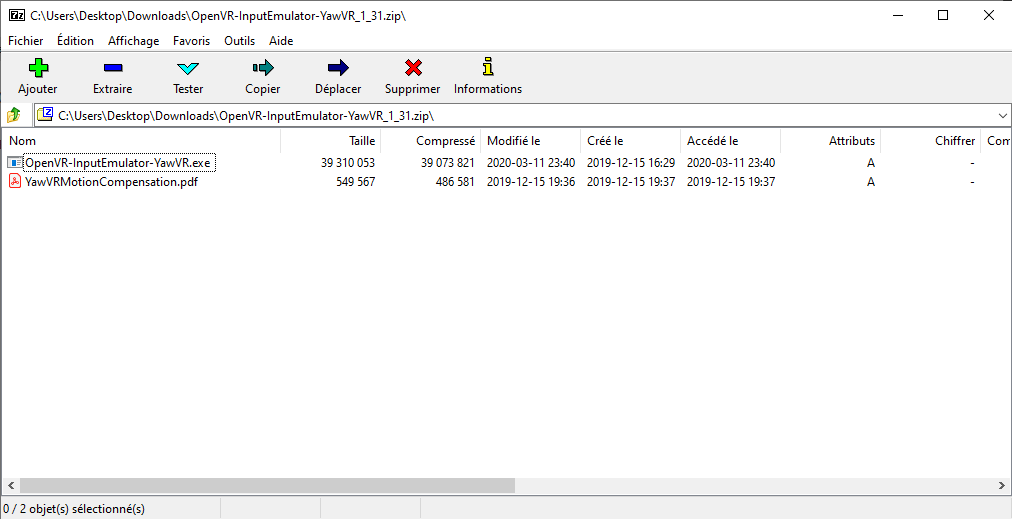 7z C:\Users\Desktop\Downloads\OpenVR-InputEmulator-YawVR_1_31.zip\
Fichier Édition Affichage Favoris Outils Aide
Ajouter Extraire Tester Copier Déplacer Supprimer Informations
C:\Users\Desktop\Downloads\OpenVR-InputEmulator-YawVR_1_31.zip\
Nom Taille Compressé Modifié le Créé le Accédé le Attributs Chiffrer Com
OpenVR-InputEmulator-YawVR.exe 39 310 053 39 073 821 2020-03-11 23:40 2019-12-15 16:29 2020-03-11 23:40 A -
YawVRMotionCompensation.pdf 549 567 486 581 2019-12-15 19:36 2019-12-15 19:37 2019-12-15 19:37 A -
0 / 2 objet(s) sélectionné(s)